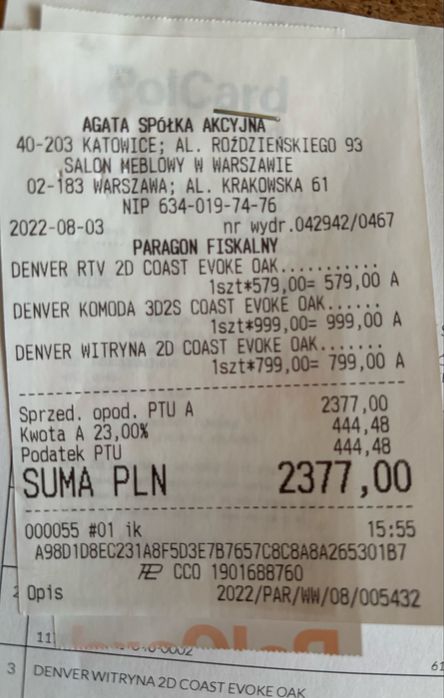 PolCard
AGATA SPÓŁKA AKCYJNA
40-203 KATOWICE; AL. ROŹDZIEŃSKIEGO 93
SALON MEBLOWY W WARSZAWIE
02-183 WARSZAWA; AL. KRAKOWSKA 61
NIP 634-019-74-76
2022-08-03 nr wydr.042942/0467
PARAGON FISKALNY
DENVER RTV 2D COAST EVOKE OAK...........
1szt*579,00= 579,00 A
DENVER KOMODA 3D2S COAST EVOKE OAK......
1szt*999,00= 999,00 A
DENVER WITRYNA 2D COAST EVOKE OAK.......
1szt*799,00= 799,00 A
Sprzed. opod. PTU A 2377,00
Kwota A 23,00% 444,48
Podatek PTU 444,48
SUMA PLN 2377,00
000055 #01 ik 15:55
A98D1D8EC231A8F5D3E7B7657C8C8A8A265301B7
CCO 1901688760
2 Opis 2022/PAR/WW/08/005432
11
3 DENVER WITRYNA 2D COAST EVOKE OAK